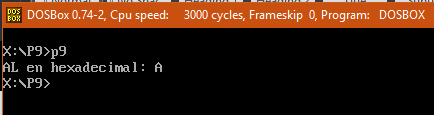 DOSBox 0.74-2, Cpu speed: 3000 cycles, Frameskip 0, Program: DOSBOX
X:\P9>p9
AL en hexadecimal: A
X:\P9>